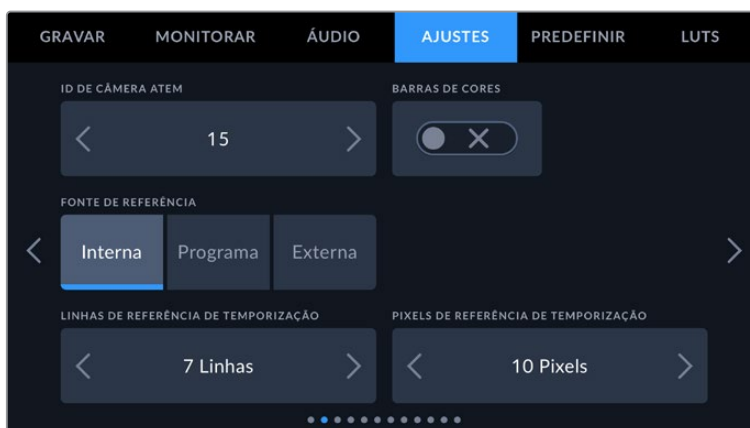 GRAVAR MONITORAR ÁUDIO AJUSTES PREDEFINIR LUTS
ID DE CÂMERA ATEM BARRAS DE CORES
15
FONTE DE REFERÊNCIA
Interna Programa Externa
LINHAS DE REFERÊNCIA DE TEMPORIZAÇÃO PIXELS DE REFERÊNCIA DE TEMPORIZAÇÃO
7 Linhas 10 Pixels